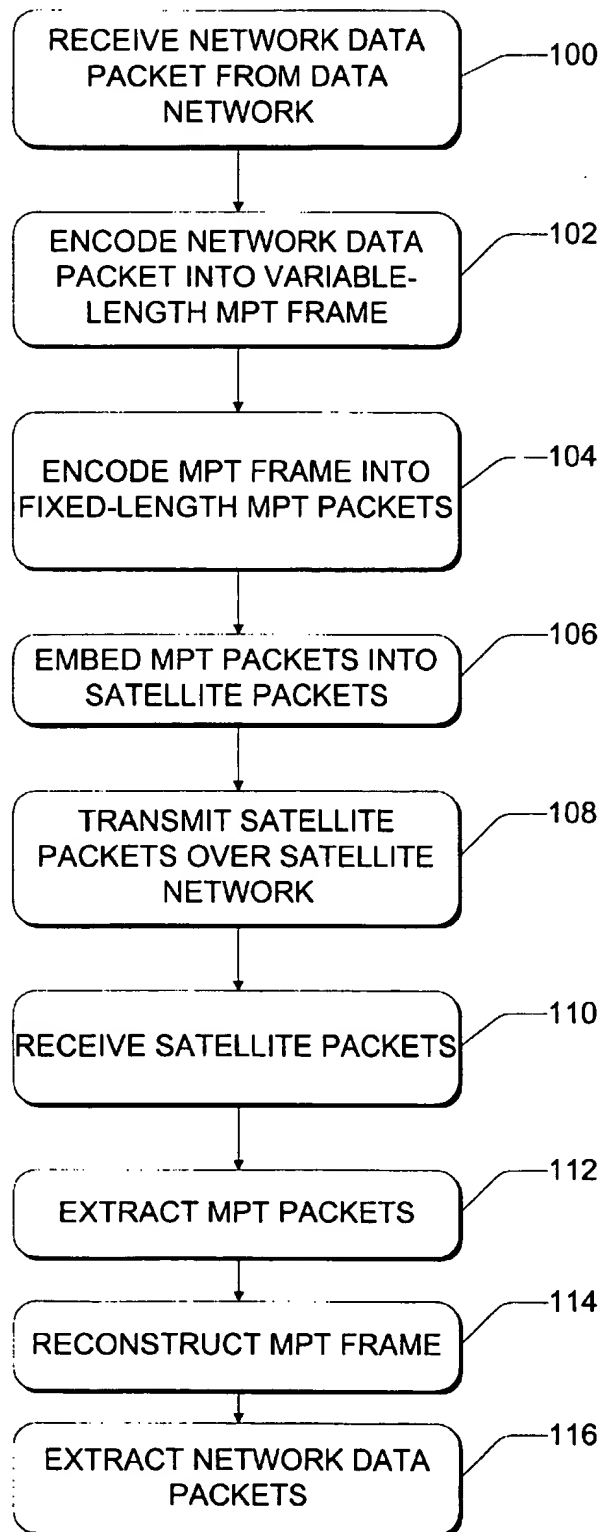 RECEIVE NETWORK DATA
PACKET FROM DATA
NETWORK
100
ENCODE NETWORK DATA
PACKET INTO VARIABLE-
LENGTH MPT FRAME
102
ENCODE MPT FRAME INTO
FIXED-LENGTH MPT PACKETS
104
EMBED MPT PACKETS INTO
SATELLITE PACKETS
106
TRANSMIT SATELLITE
PACKETS OVER SATELLITE
NETWORK
108
RECEIVE SATELLITE PACKETS
110
EXTRACT MPT PACKETS
112
RECONSTRUCT MPT FRAME
114
EXTRACT NETWORK DATA
PACKETS
116